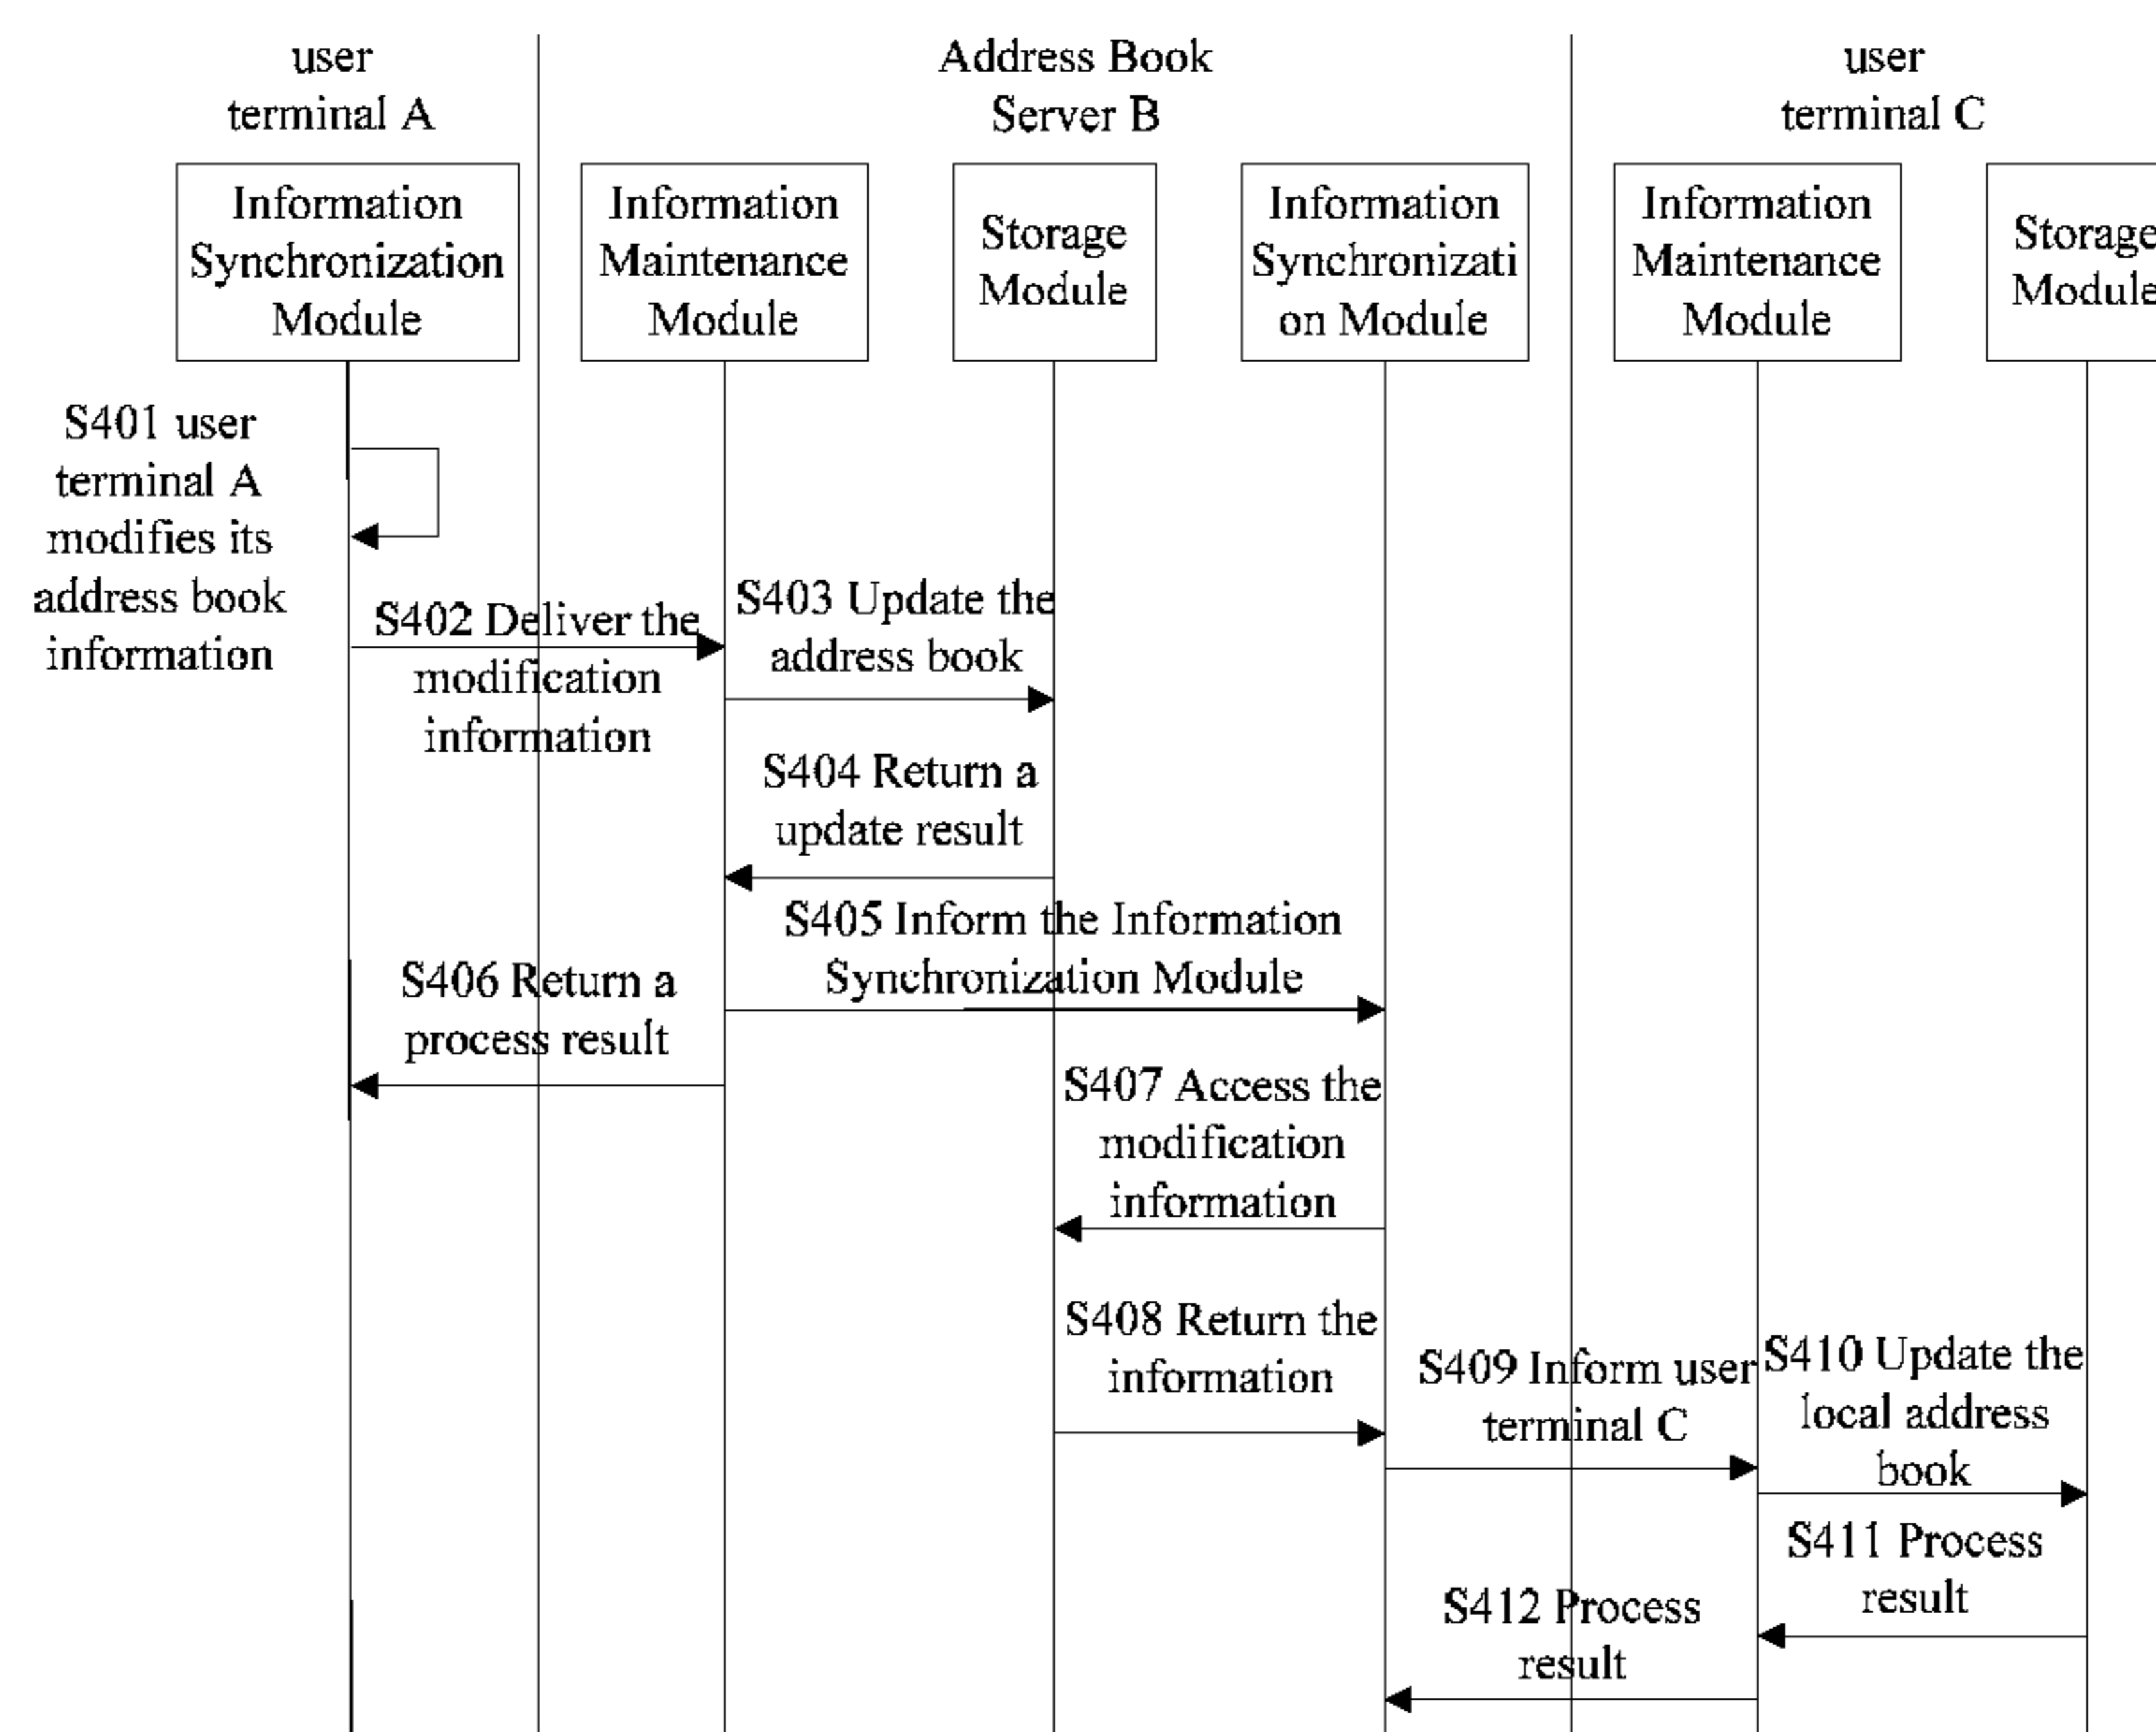 user
terminal A
Address Book
Server B
user
terminal C
Information
Synchronization
Module
Information
Maintenance
Module
Storage
Module
Information
Synchronizati
on Module
Information
Maintenance
Module
Storage
Module
S401 user
terminal A
modifies its
address book
information
S402 Deliver the
modification
information
S403 Update the
address book
S404 Return a
update result
S405 Inform the Information
Synchronization Module
S406 Return a
process result
S407 Access the
modification
information
S408 Return the
information
S409 Inform user
terminal C
S410 Update the
local address
book
S411 Process
result
S412 Process
result